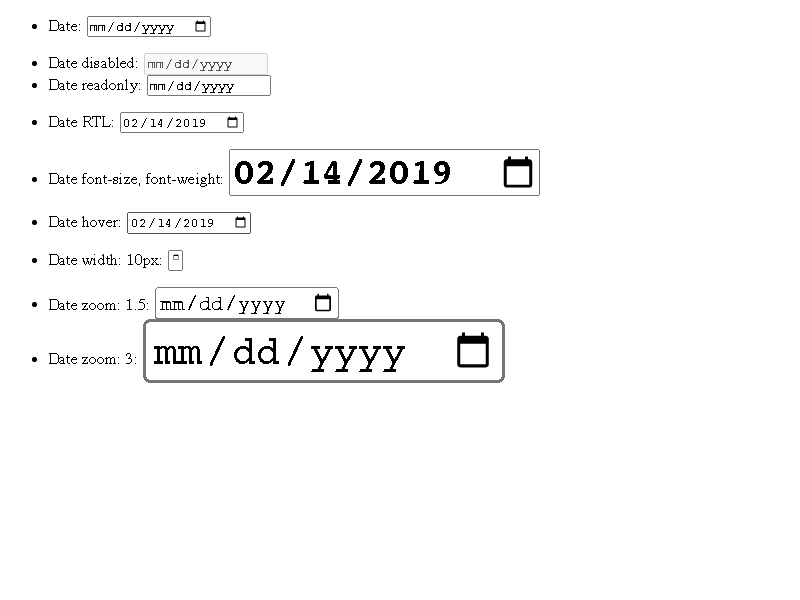 Date: mm/dd/yyyy
Date disabled: mm/dd/yyyy
Date readonly: mm/dd/yyyy
Date RTL: 02/14/2019
Date font-size, font-weight: 02/14/2019
Date hover: 02/14/2019
Date width: 10px:
Date zoom: 1.5: mm/dd/yyyy
Date zoom: 3: mm/dd/yyyy